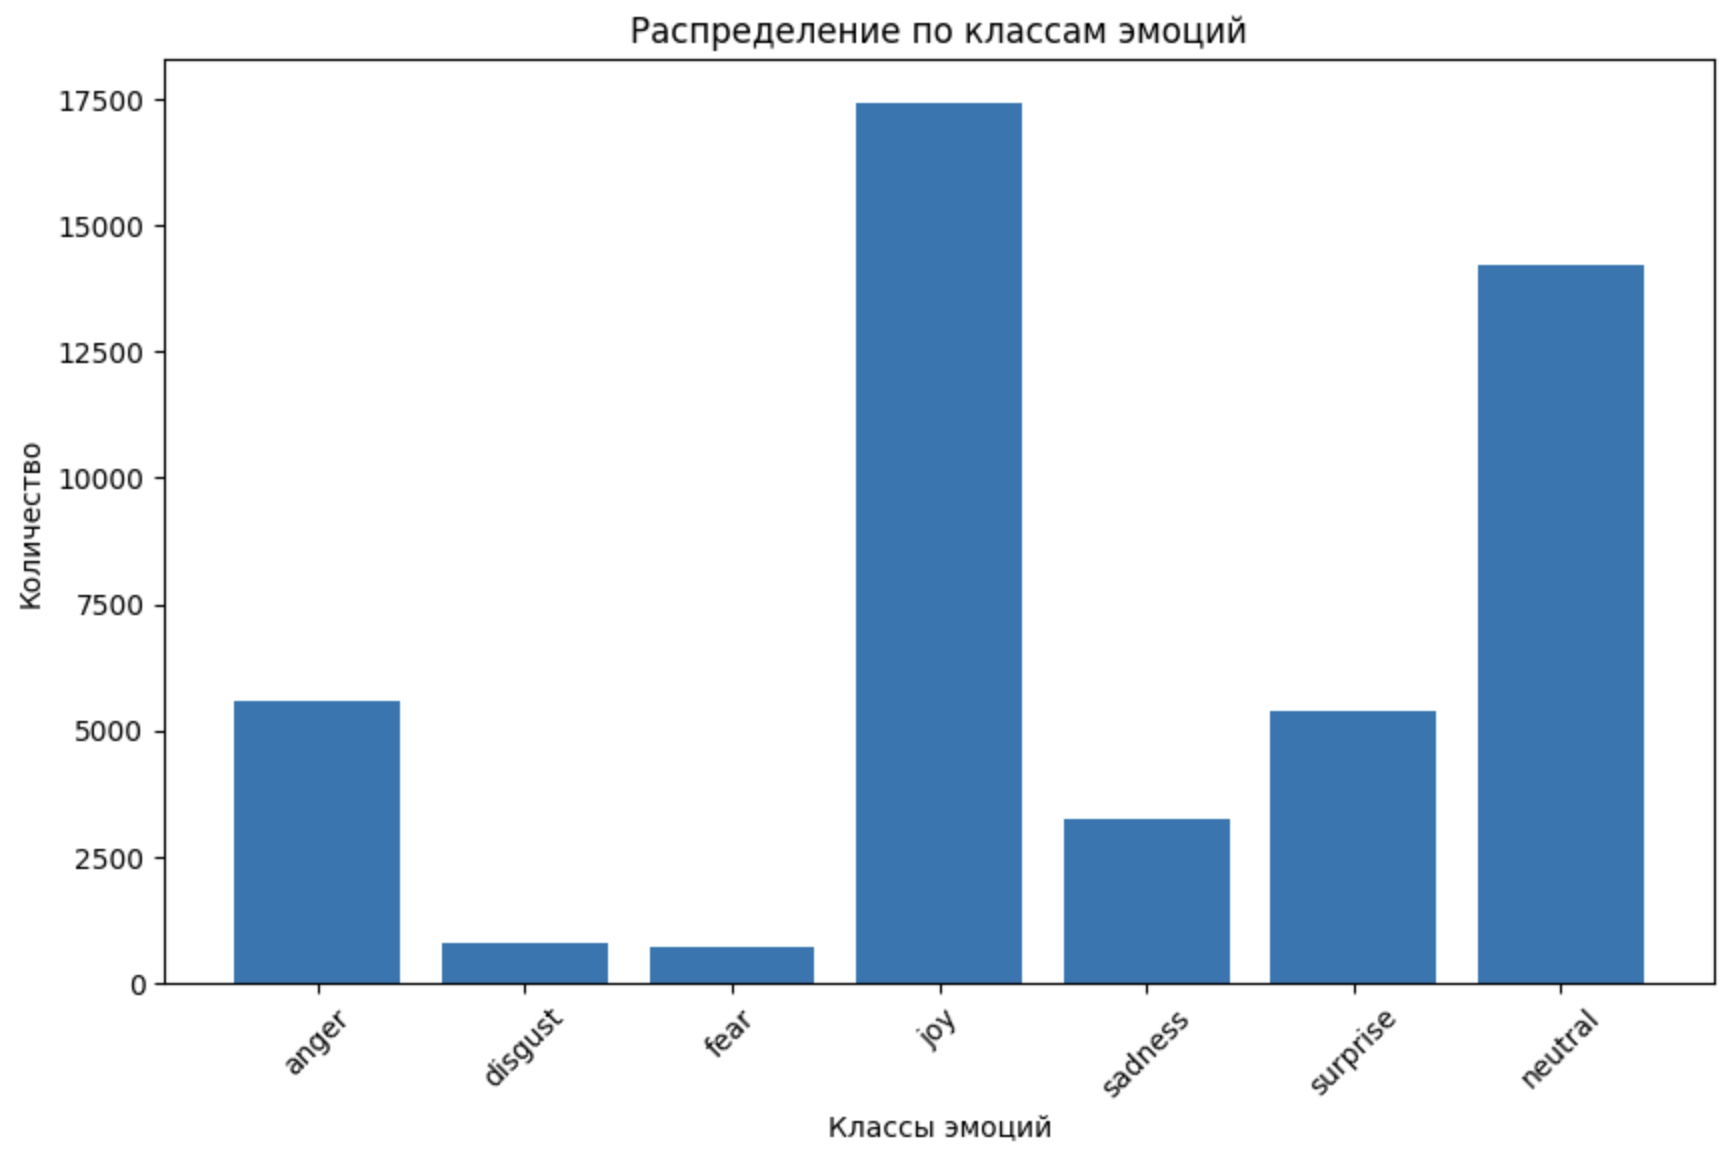 Распределение по классам эмоций
17500
15000
12500
10000
7500
5000
2500
0
Количество
anger
disgust
fear
joy
sadness
surprise
neutral
Классы эмоций